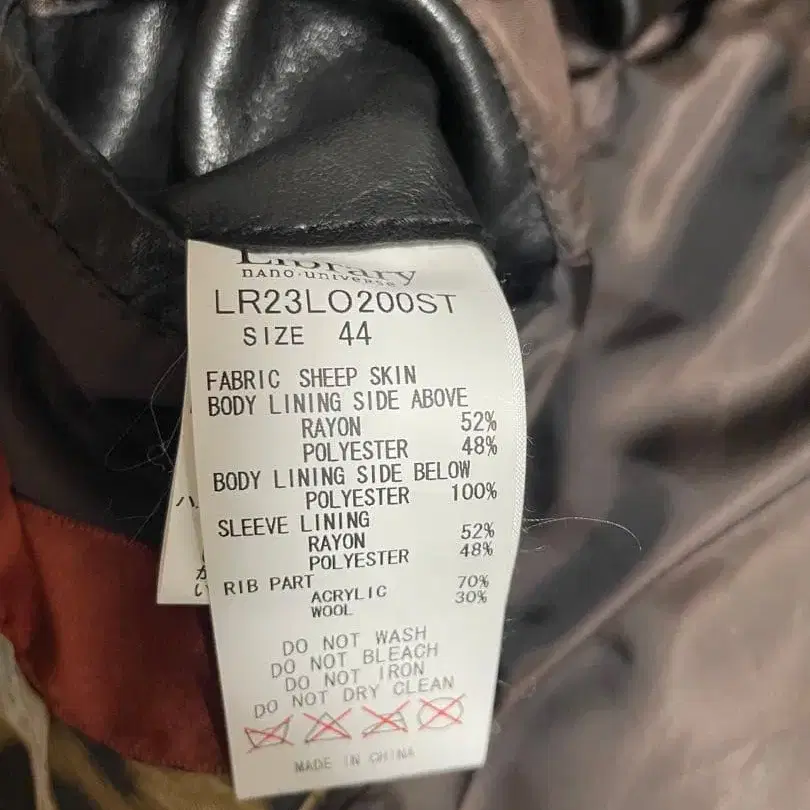 Library
nano·universe
LR23LO200ST
SIZE 44
FABRIC SHEEP SKIN
BODY LINING SIDE ABOVE
RAYON 52%
POLYESTER 48%
BODY LINING SIDE BELOW
POLYESTER 100%
SLEEVE LINING
RAYON 52%
POLYESTER 48%
RIB PART
ACRYLIC 70%
WOOL 30%
DO NOT WASH
DO NOT BLEACH
DO NOT IRON
DO NOT DRY CLEAN
MADE IN CHINA